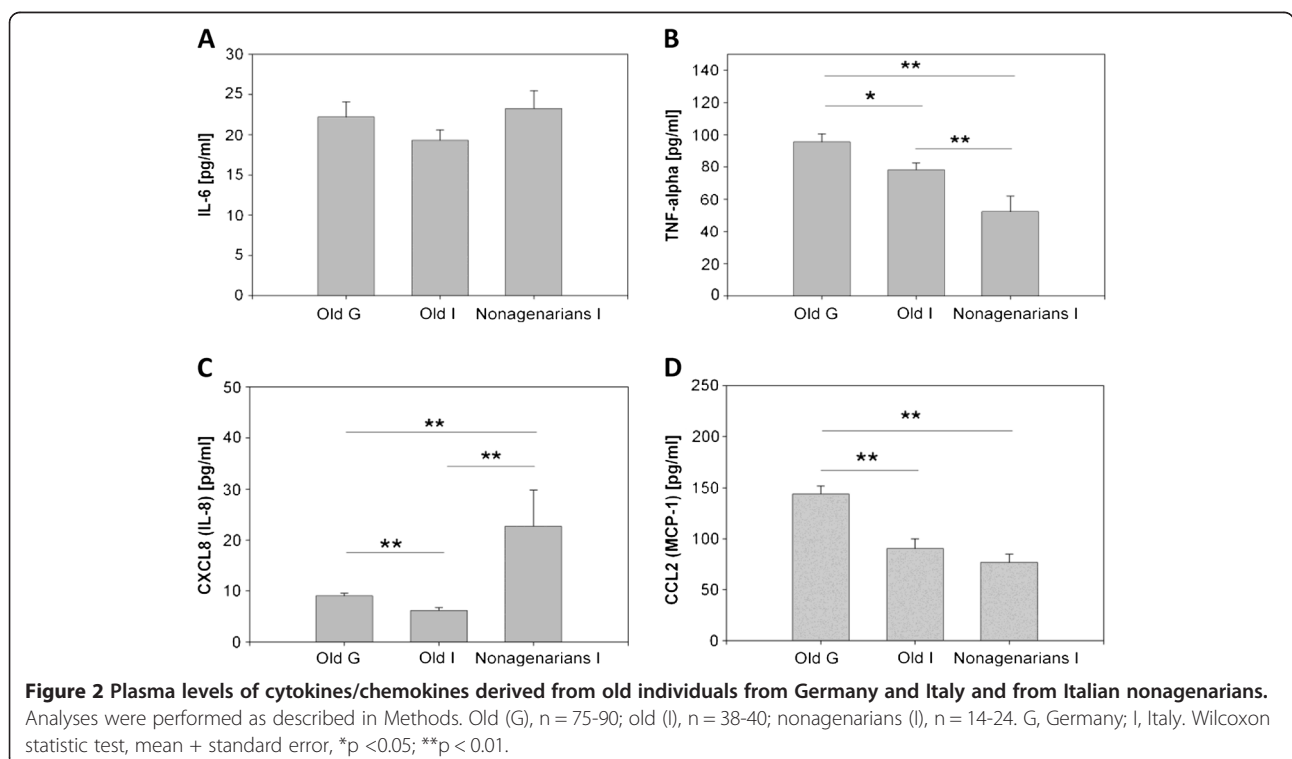 A
30
25
20
15
10
5
0
IL-6 [pg/ml]
Old G Old I Nonagenarians I
B
140
120
100
80
60
40
20
0
TNF-alpha [pg/ml]
**
*
**
Old G Old I Nonagenarians I
C
50
40
30
20
10
0
CXCL8 (IL-8) [pg/ml]
**
**
**
Old G Old I Nonagenarians I
D
250
200
150
100
50
0
CCL2 (MCP-1) [pg/ml]
**
**
Old G Old I Nonagenarians I
Figure 2 Plasma levels of cytokines/chemokines derived from old individuals from Germany and Italy and from Italian nonagenarians.
Analyses were performed as described in Methods. Old (G), n = 75-90; old (I), n = 38-40; nonagenarians (I), n = 14-24. G, Germany; I, Italy. Wilcoxon
statistic test, mean + standard error, *p <0.05; **p < 0.01.